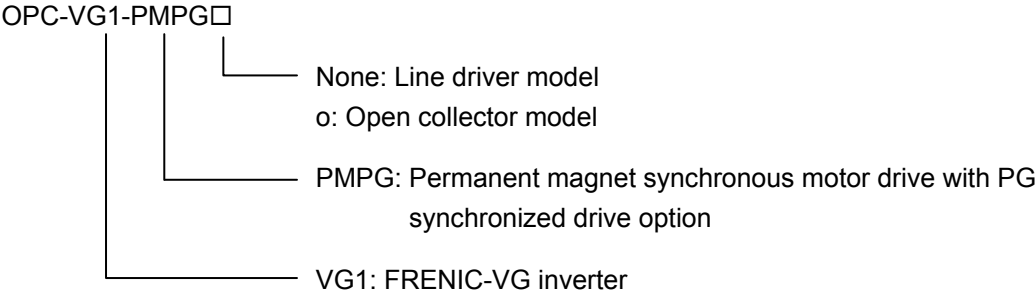 OPC-VG1-PMPG□
None: Line driver model
o: Open collector model
PMPG: Permanent magnet synchronous motor drive with PG
synchronized drive option
VG1: FRENIC-VG inverter